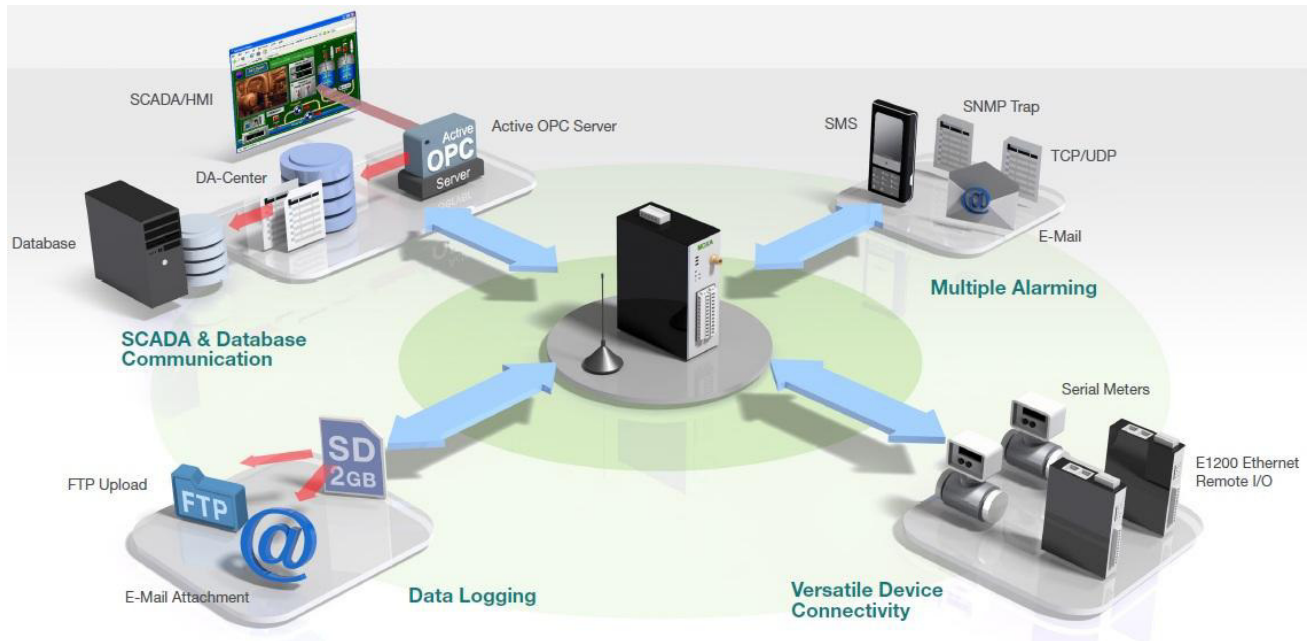 SCADA/HMI
Active OPC Server
Active
OPC
Server
DA-Center
Database
SCADA & Database
Communication
SMS
SNMP Trap
TCP/UDP
@
E-Mail
Multiple Alarming
MOXA
SD
2GB
FTP Upload
FTP
@
E-Mail Attachment
Data Logging
Serial Meters
E1200 Ethernet
Remote I/O
Versatile Device
Connectivity